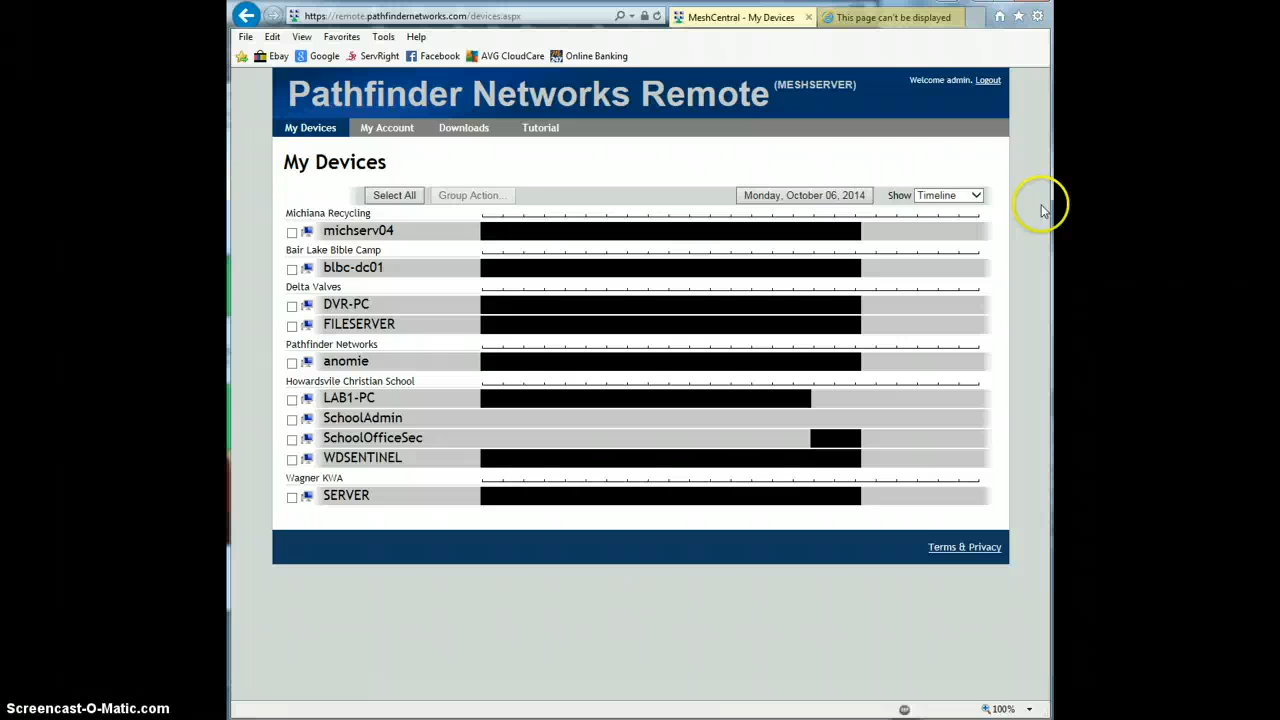 https://remote.pathfindernetworks.com/devices.aspx
MeshCentral - My Devices
This page can't be displayed
File Edit View Favorites Tools Help
Ebay Google ServRight Facebook AVG CloudCare Online Banking
Pathfinder Networks Remote (MESHSERVER)
Welcome admin. Logout
My Devices My Account Downloads Tutorial
My Devices
Select All Group Action... Monday, October 06, 2014 Show Timeline
Michiana Recycling
michserv04
Bair Lake Bible Camp
blbc-dc01
Delta Valves
DVR-PC
FILESERVER
Pathfinder Networks
anomie
Howardsvile Christian School
LAB1-PC
SchoolAdmin
SchoolOfficeSec
WDSENTINEL
Wagner KWA
SERVER
Terms & Privacy
Screencast-O-Matic.com
100%